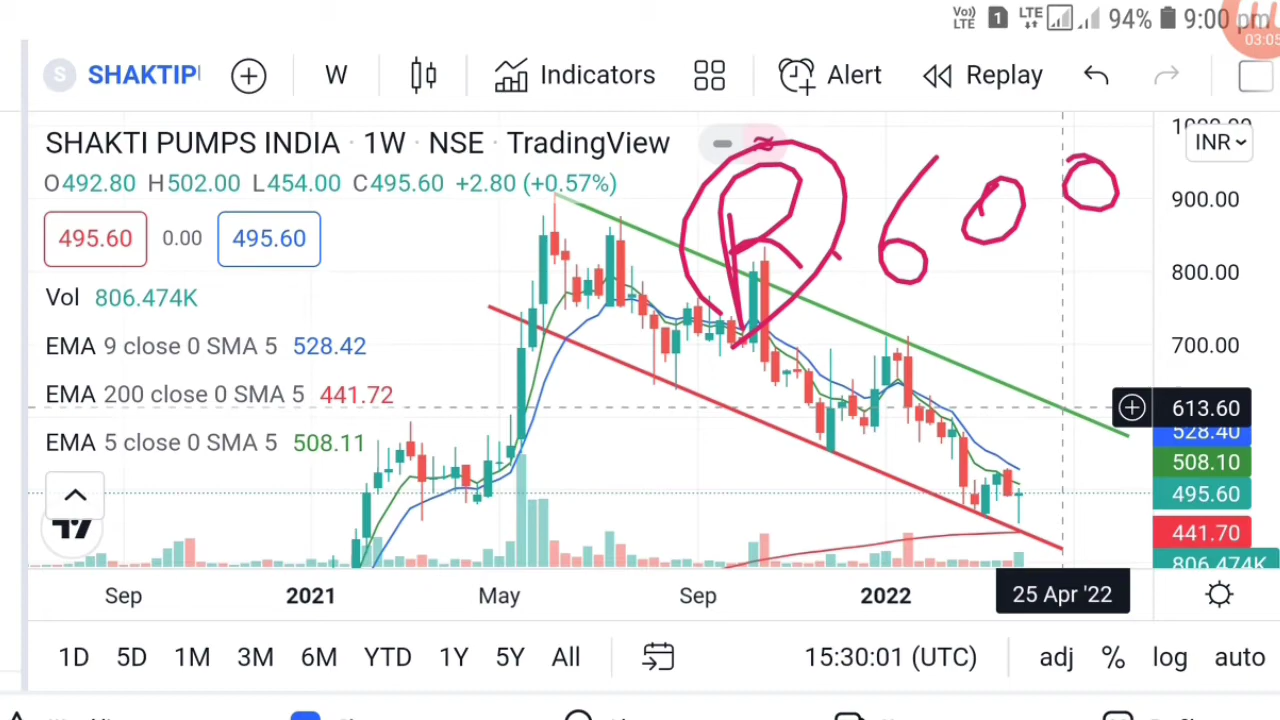 Vo) LTE 1 LTE 94% 9:00 pm
03:05
S SHAKTIP W Indicators Alert Replay
SHAKTI PUMPS INDIA · 1W · NSE · TradingView
1000.00 INR
O492.80 H502.00 L454.00 C495.60 +2.80 (+0.57%)
R 600
900.00
495.60 0.00 495.60
800.00
Vol 806.474K
EMA 9 close 0 SMA 5 528.42
700.00
EMA 200 close 0 SMA 5 441.72
613.60
528.40
EMA 5 close 0 SMA 5 508.11
508.10
495.60
441.70
806.474K
Sep 2021 May Sep 2022 25 Apr '22
1D 5D 1M 3M 6M YTD 1Y 5Y All 15:30:01 (UTC) adj % log auto